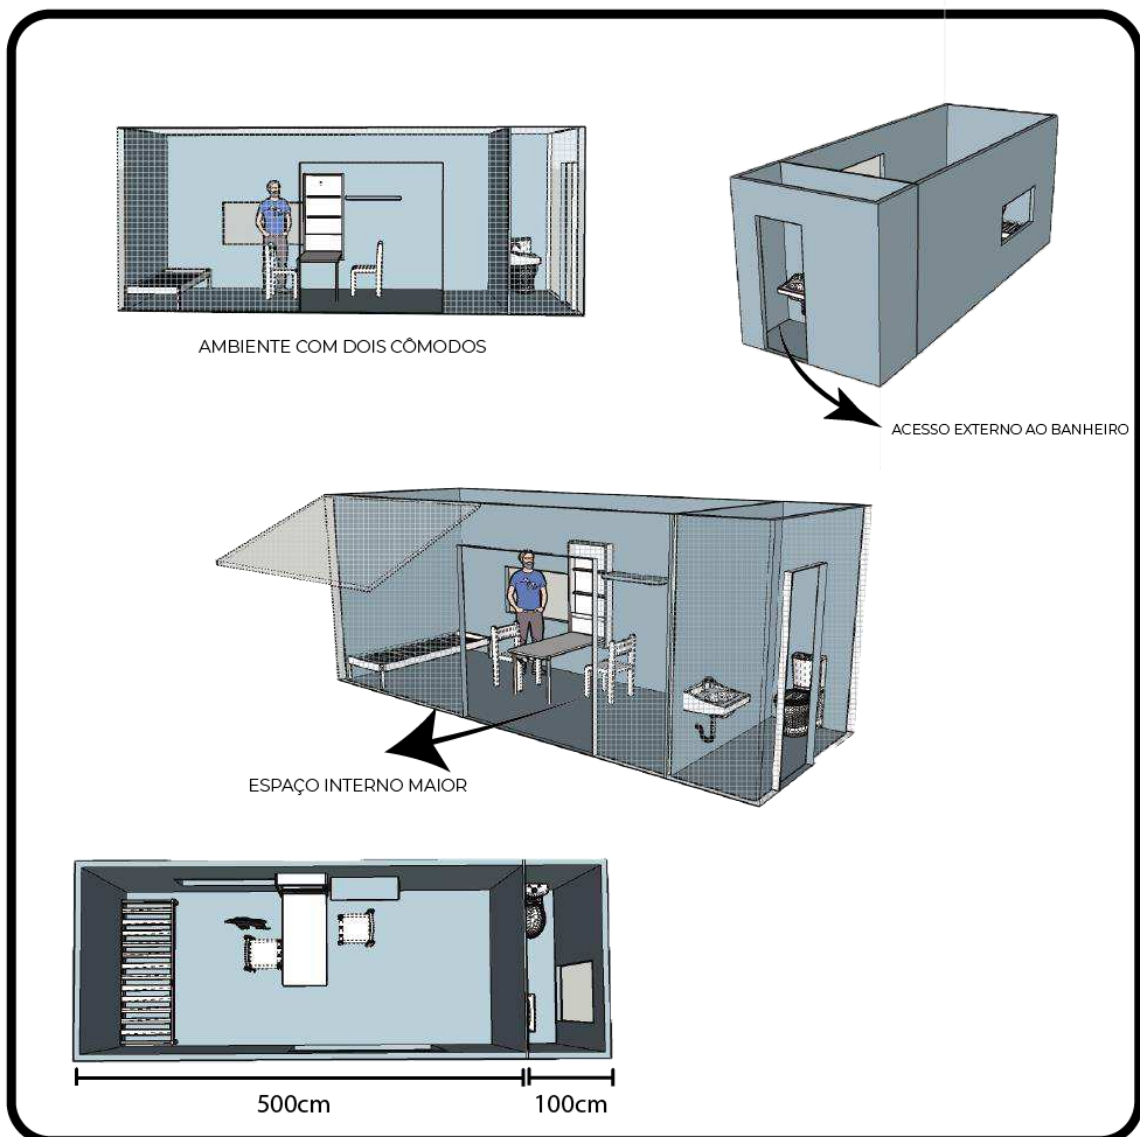 AMBIENTE COM DOIS CÔMODOS
ACESSO EXTERNO AO BANHEIRO
ESPAÇO INTERNO MAIOR
500cm
100cm